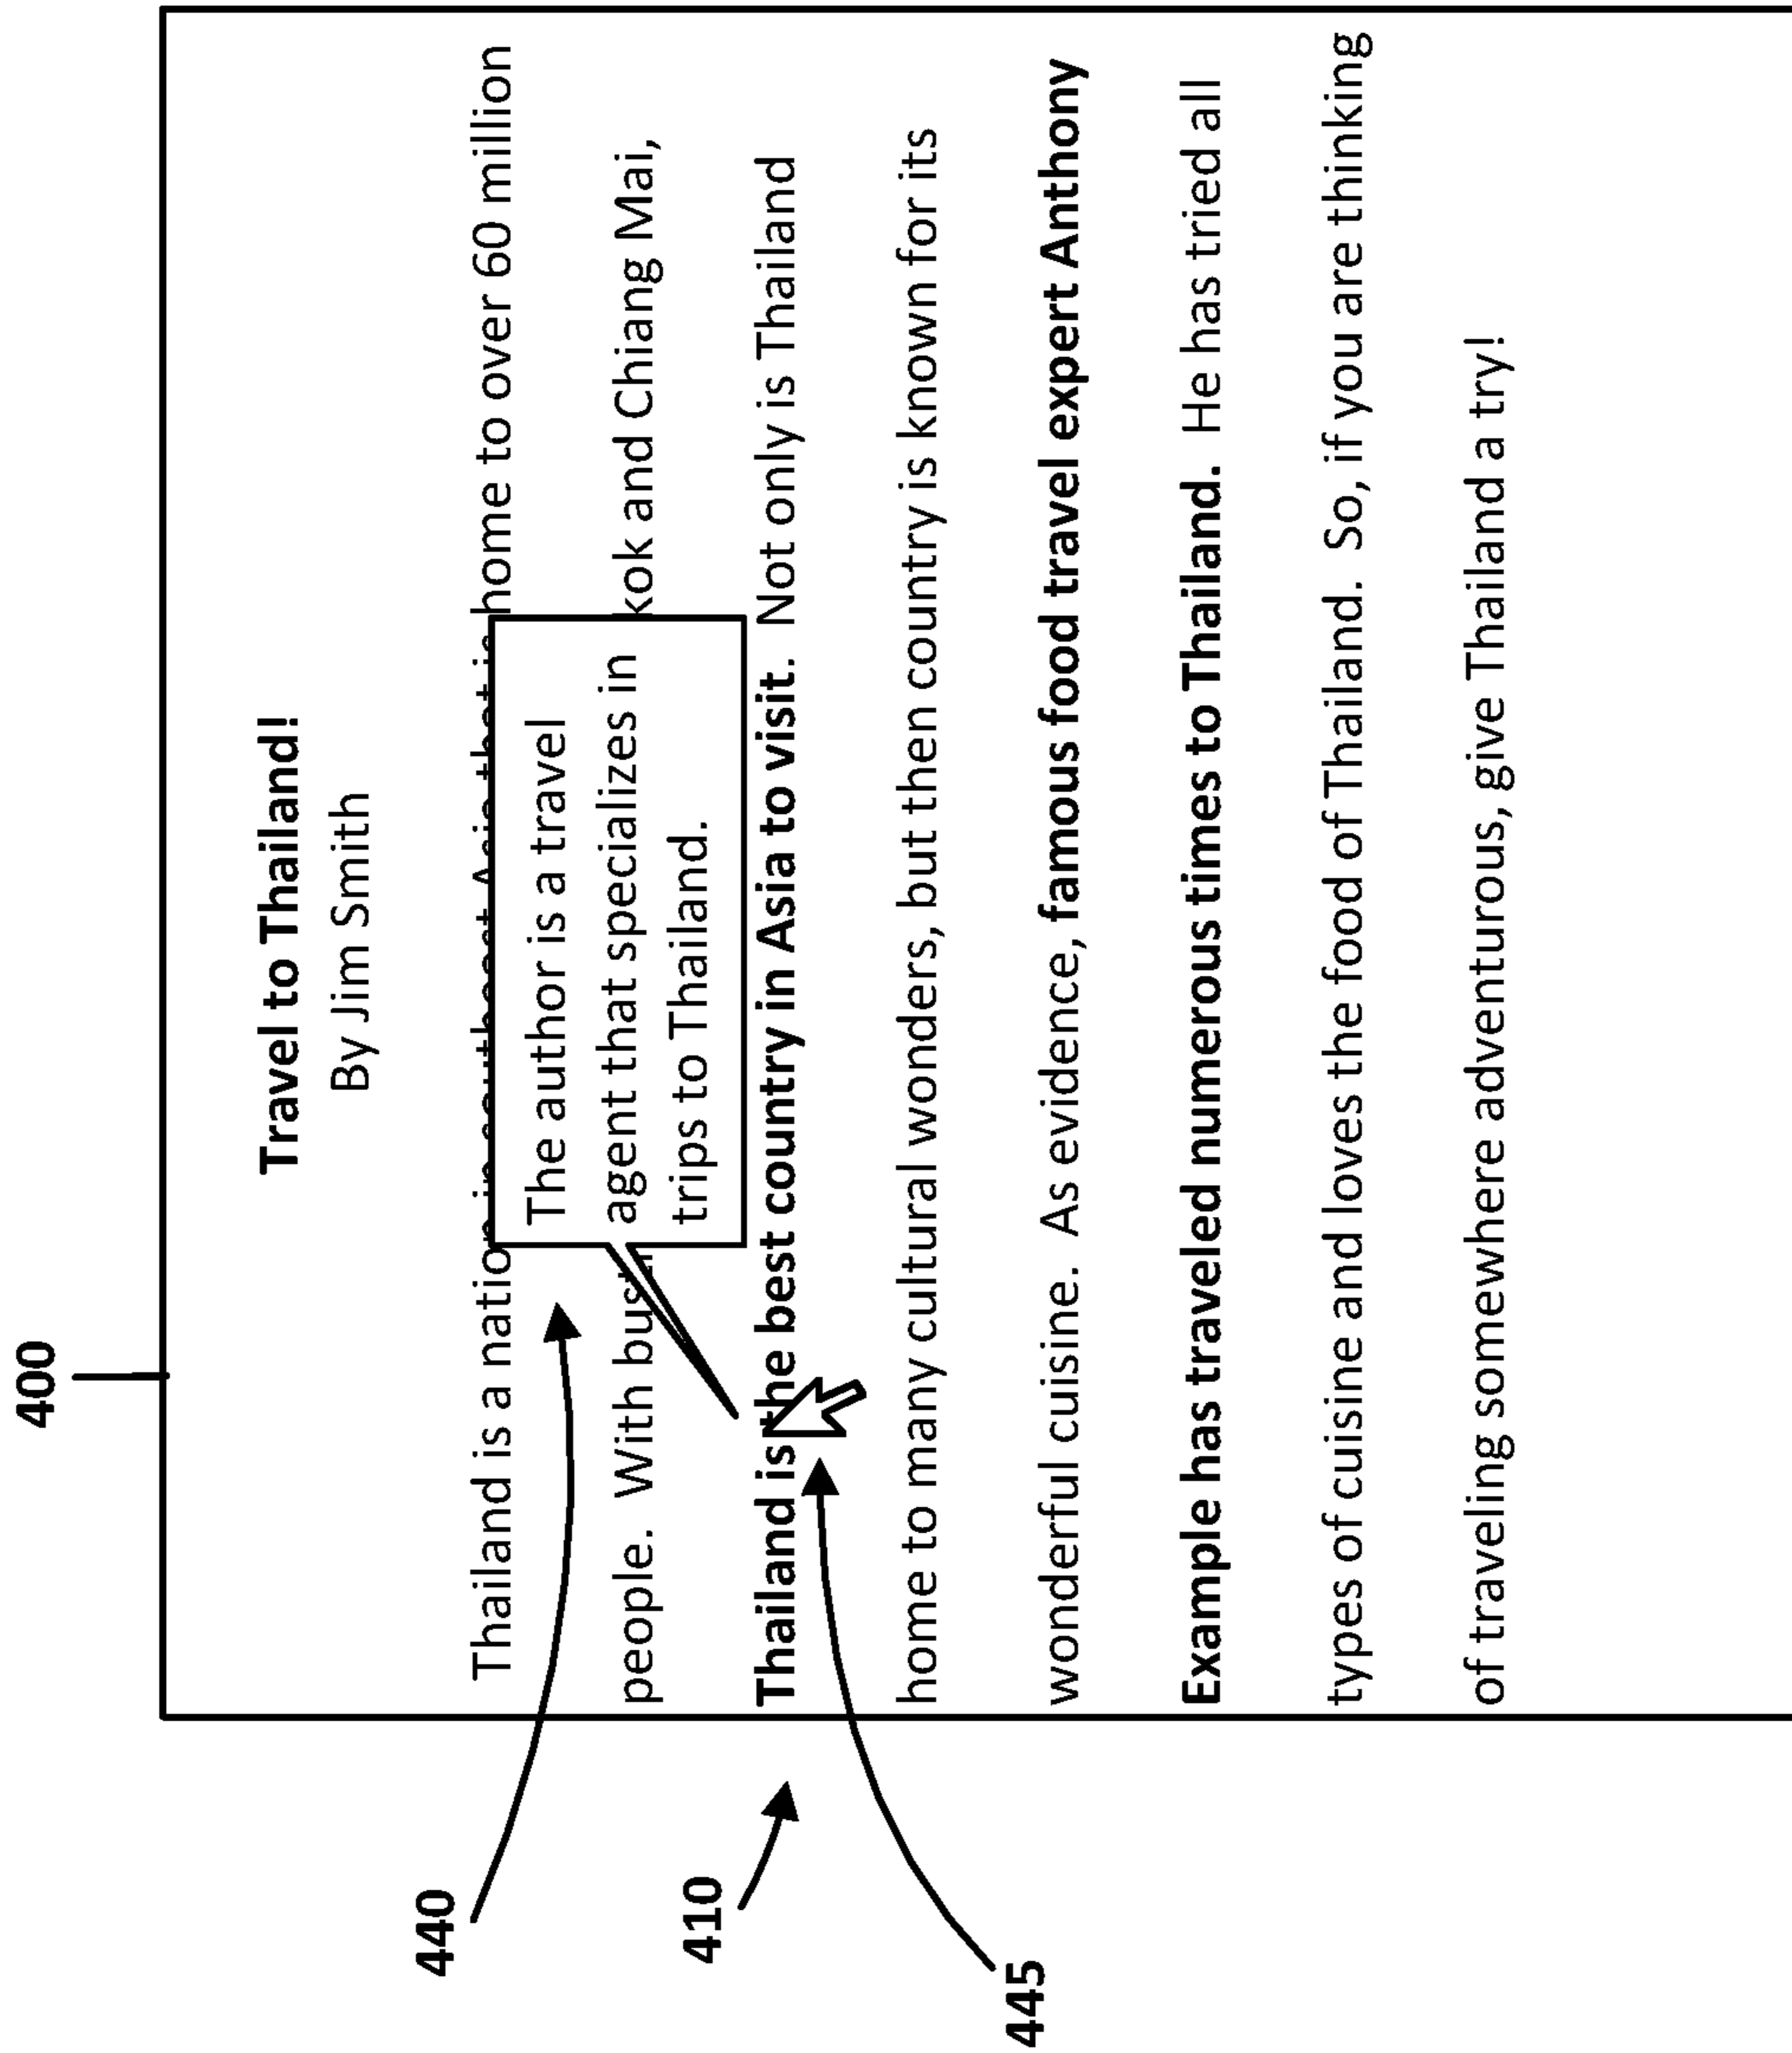 400
Travel to Thailand!
By Jim Smith
Thailand is a nation home to over 60 million
people. With kok and Chiang Mai,
The author is a travel
agent that specializes in
trips to Thailand.
Thailand is the best country in Asia to visit. Not only is Thailand
home to many cultural wonders, but then country is known for its
wonderful cuisine. As evidence, famous food travel expert Anthony
Example has traveled numerous times to Thailand. He has tried all
types of cuisine and loves the food of Thailand. So, if you are thinking
of traveling somewhere adventurous, give Thailand a try!
440
410
445